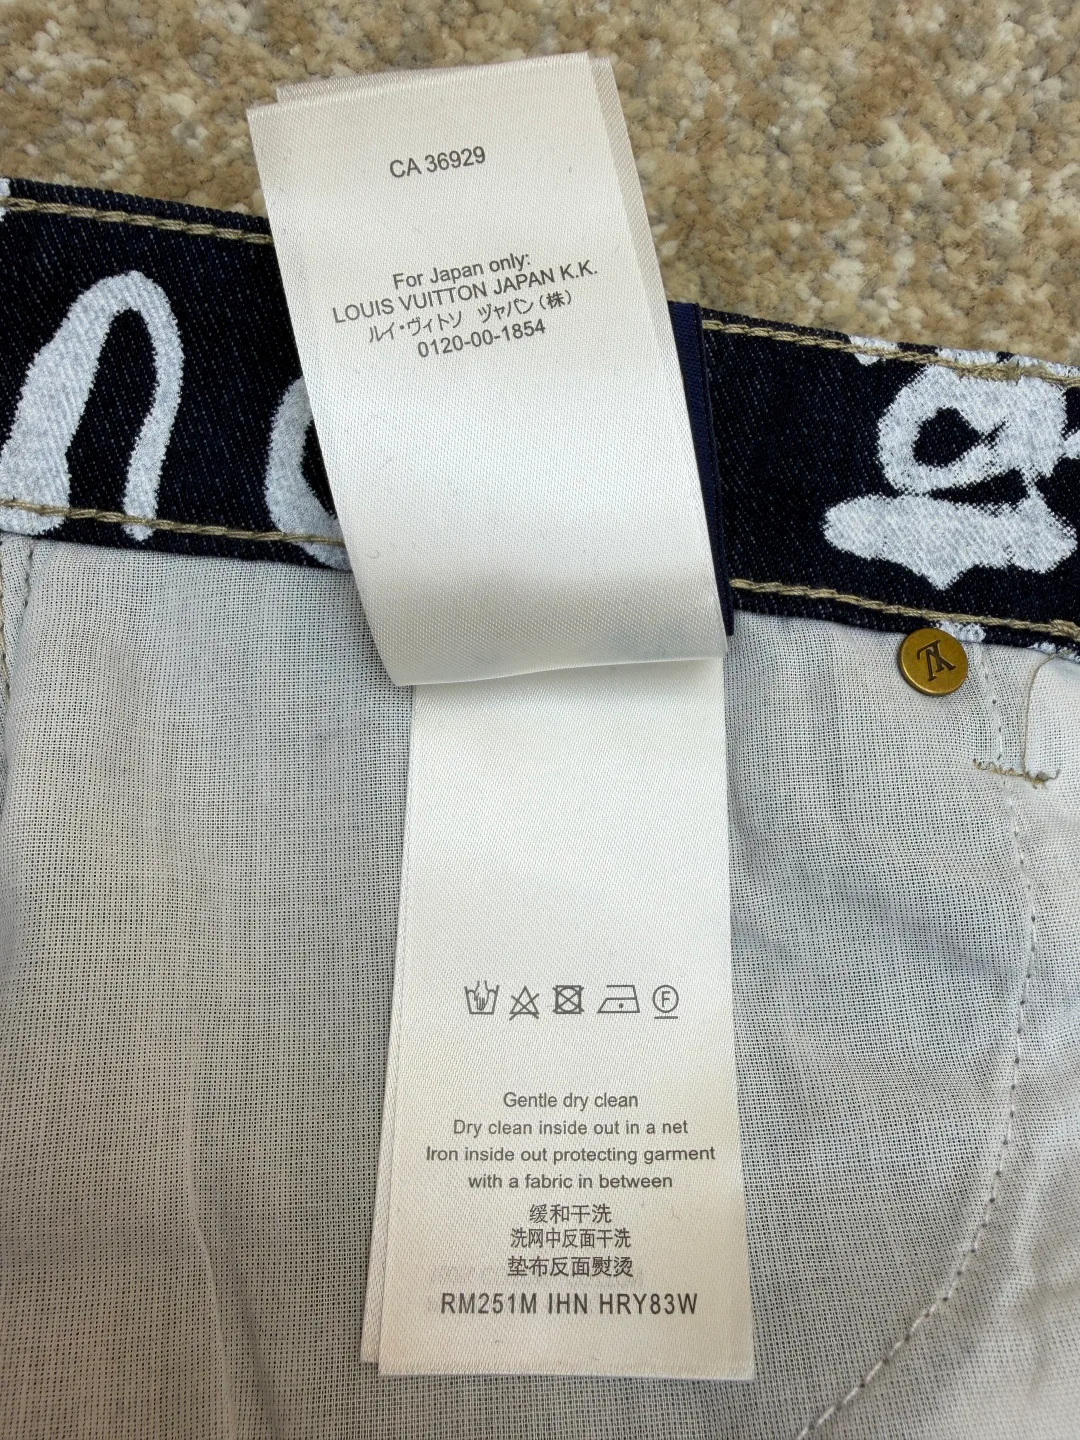 CA 36929
For Japan only:
LOUIS VUITTON JAPAN K.K.
ルイ・ヴィトソ ヅャパン(株)
0120-00-1854
LV
F
Gentle dry clean
Dry clean inside out in a net
Iron inside out protecting garment
with a fabric in between
缓和干洗
洗网中反面干洗
垫布反面熨烫
RM251M IHN HRY83W